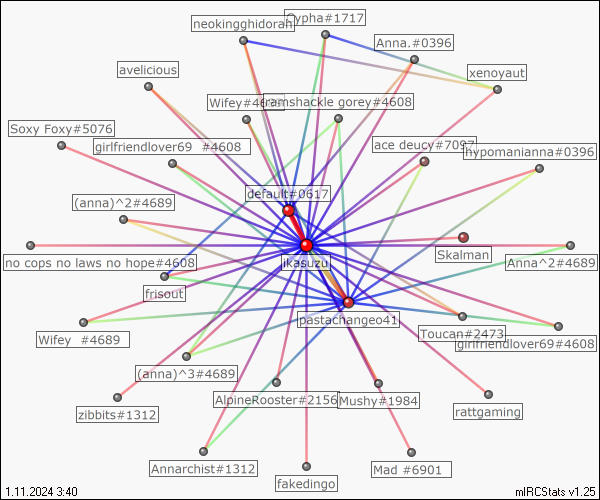 neokingghidorah
Cypha#1717
Anna.#0396
xenoyaut
avelicious
ramshackle gorey#4608
Soxy Foxy#5076
girlfriendlover69 #4608
ace deucy#7097
hypomanianna#0396
default#0617
(anna)^2#4689
no cops no laws no hope#4608
ikasuzu
Skalman
Anna^2#4689
frisout
pastachangeo41
Wifey #4689
Toucan#2473
girlfriendlover69#4608
(anna)^3#4689
zibbits#1312
AlpineRooster#2156
Mushy#1984
rattgaming
Annarchist#1312
fakedingo
Mad #6901
1.11.2024 3:40
mIRCStats v1.25